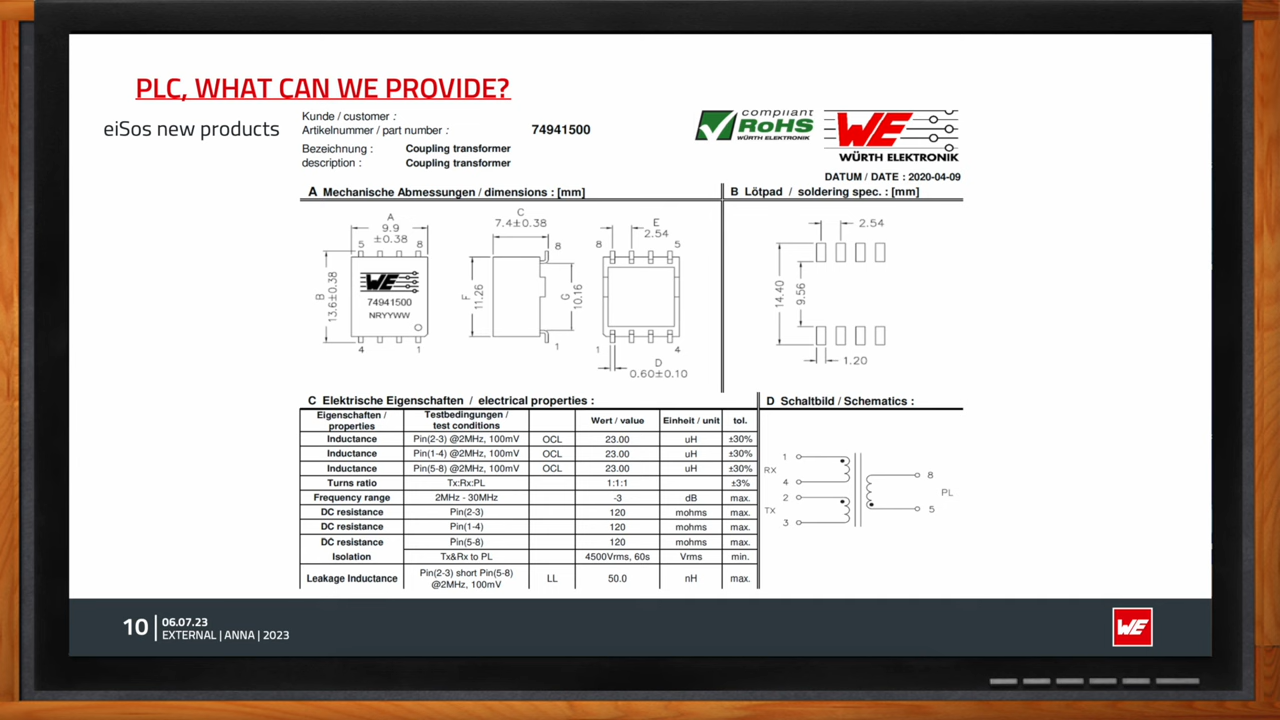 PLC, WHAT CAN WE PROVIDE?
eiSos new products
Kunde / customer :
Artikelnummer / part number : 74941500
Bezeichnung : Coupling transformer
description : Coupling transformer
compliant
RoHS
WÜRTH ELEKTRONIK
WE
WÜRTH ELEKTRONIK
DATUM / DATE : 2020-04-09
A Mechanische Abmessungen / dimensions : [mm]
A
9.9
±0.38
5 8
B
13.6±0.38
WE
74941500
NRYYWW
4 1
C
7.4±0.38
8
F
11.26
G
10.16
1
E
2.54
8 5
1 4
D
0.60±0.10
B Lötpad / soldering spec. : [mm]
2.54
14.40
9.56
1.20
C Elektrische Eigenschaften / electrical properties :
Eigenschaften / properties Testbedingungen / test conditions Wert / value Einheit / unit tol.
Inductance Pin(2-3) @2MHz, 100mV OCL 23.00 uH ±30%
Inductance Pin(1-4) @2MHz, 100mV OCL 23.00 uH ±30%
Inductance Pin(5-8) @2MHz, 100mV OCL 23.00 uH ±30%
Turns ratio Tx:Rx:PL 1:1:1 ±3%
Frequency range 2MHz - 30MHz -3 dB max.
DC resistance Pin(2-3) 120 mohms max.
DC resistance Pin(1-4) 120 mohms max.
DC resistance Pin(5-8) 120 mohms max.
Isolation Tx&Rx to PL 4500Vrms, 60s Vrms min.
Leakage Inductance Pin(2-3) short Pin(5-8) @2MHz, 100mV LL 50.0 nH max.
D Schaltbild / Schematics :
1
RX
4
2
TX
3
8
PL
5
10
06.07.23
EXTERNAL | ANNA | 2023
WE